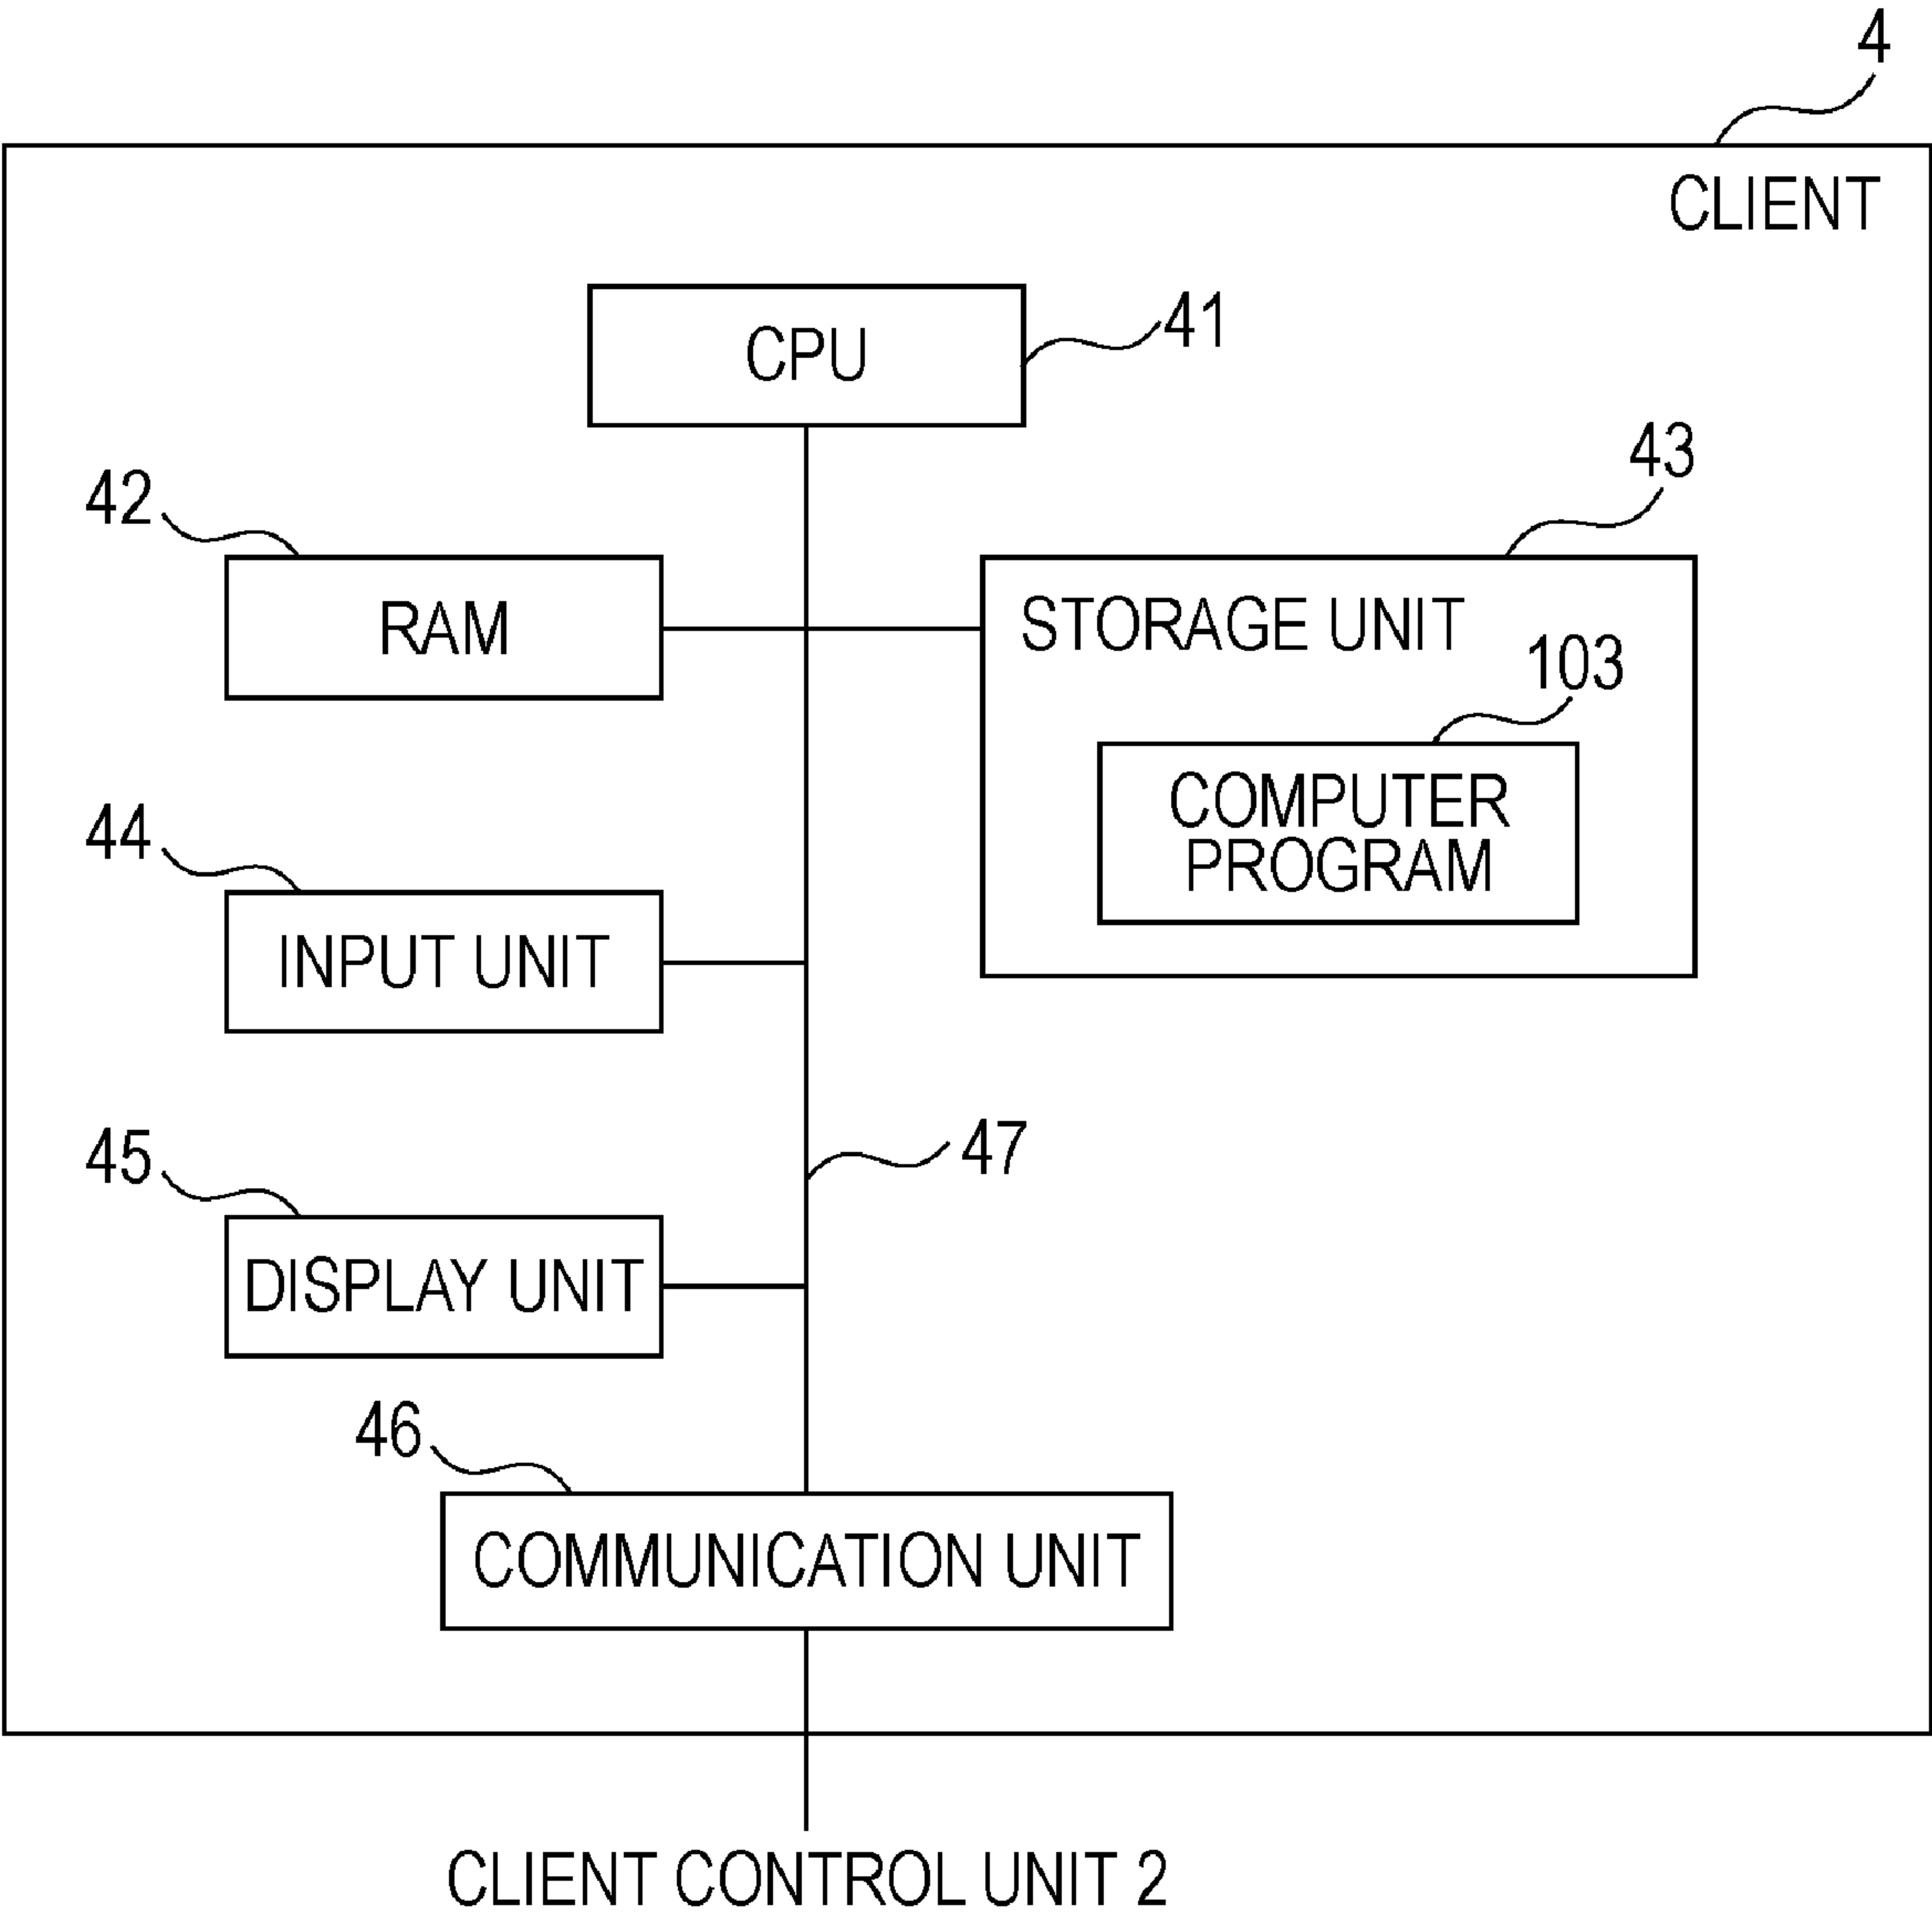 4
CLIENT
CPU
41
42
43
RAM
STORAGE UNIT
103
COMPUTER
PROGRAM
44
INPUT UNIT
45
47
DISPLAY UNIT
46
COMMUNICATION UNIT
CLIENT CONTROL UNIT 2